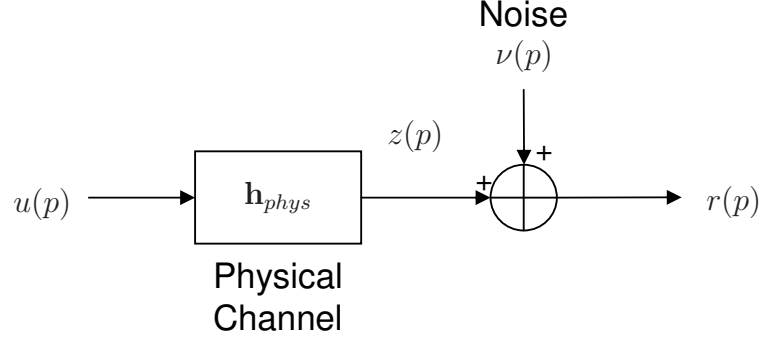 Noise
ν(p)
z(p)
+
+
u(p)
h_phys
r(p)
Physical
Channel